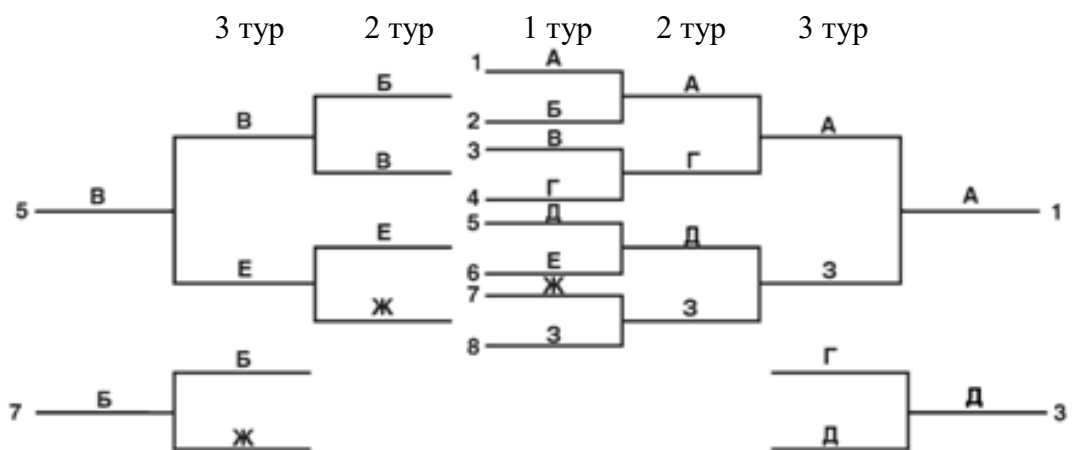 3 тур 2 тур 1 тур 2 тур 3 тур
1 А
Б А
В 2 Б А
3 В
В Г
5 В 4 Г А 1
5 Д
Е Д
Е 6 Е З
7 Ж
Ж З
8 З
Б Г
7 Б Д 3
Ж Д